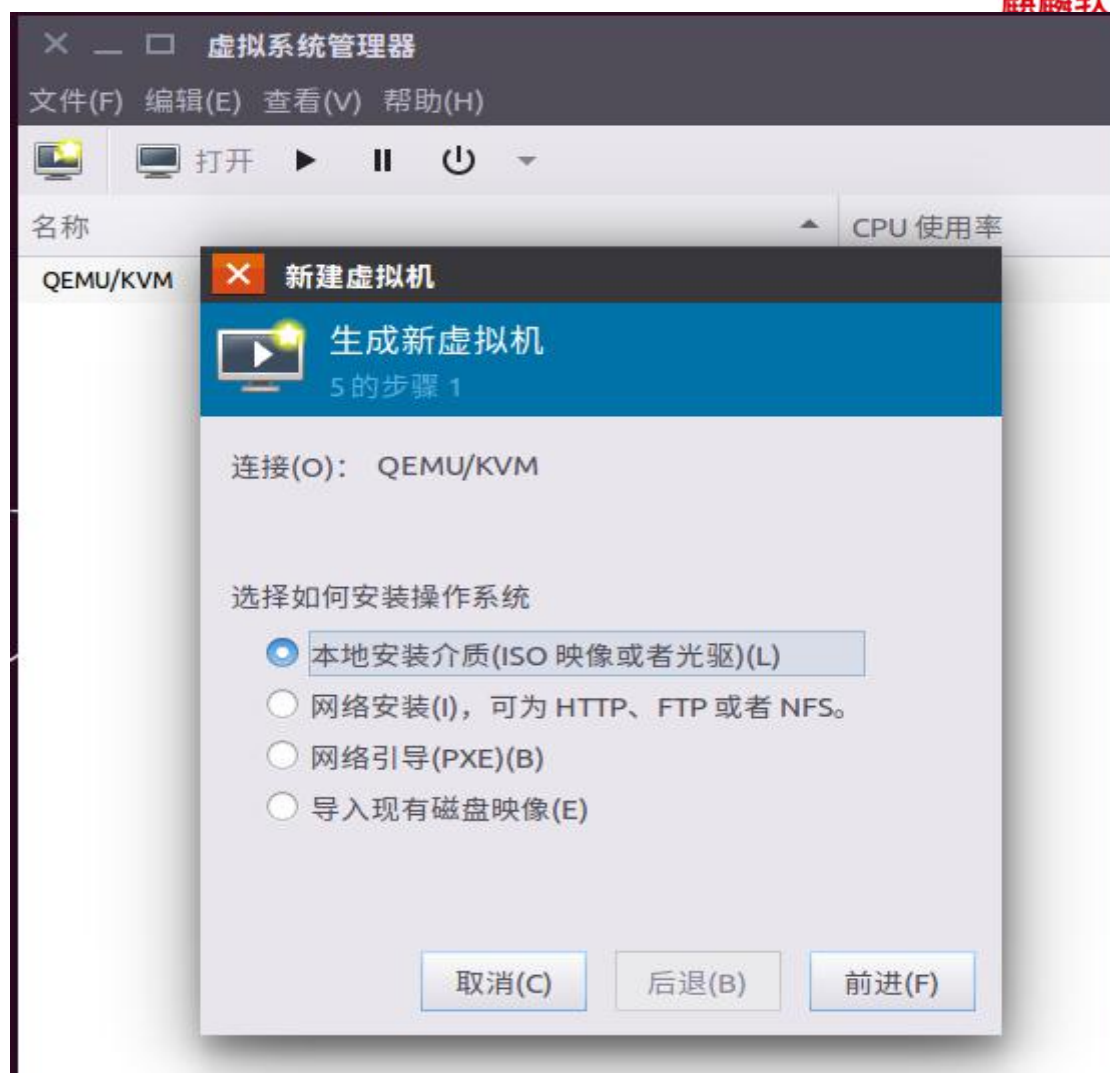 虚拟系统管理器
文件(F) 编辑(E) 查看(V) 帮助(H)
打开
名称 CPU 使用率
QEMU/KVM
新建虚拟机
生成新虚拟机
5 的步骤 1
连接(O): QEMU/KVM
选择如何安装操作系统
本地安装介质(ISO 映像或者光驱)(L)
网络安装(I)，可为 HTTP、FTP 或者 NFS。
网络引导(PXE)(B)
导入现有磁盘映像(E)
取消(C) 后退(B) 前进(F)